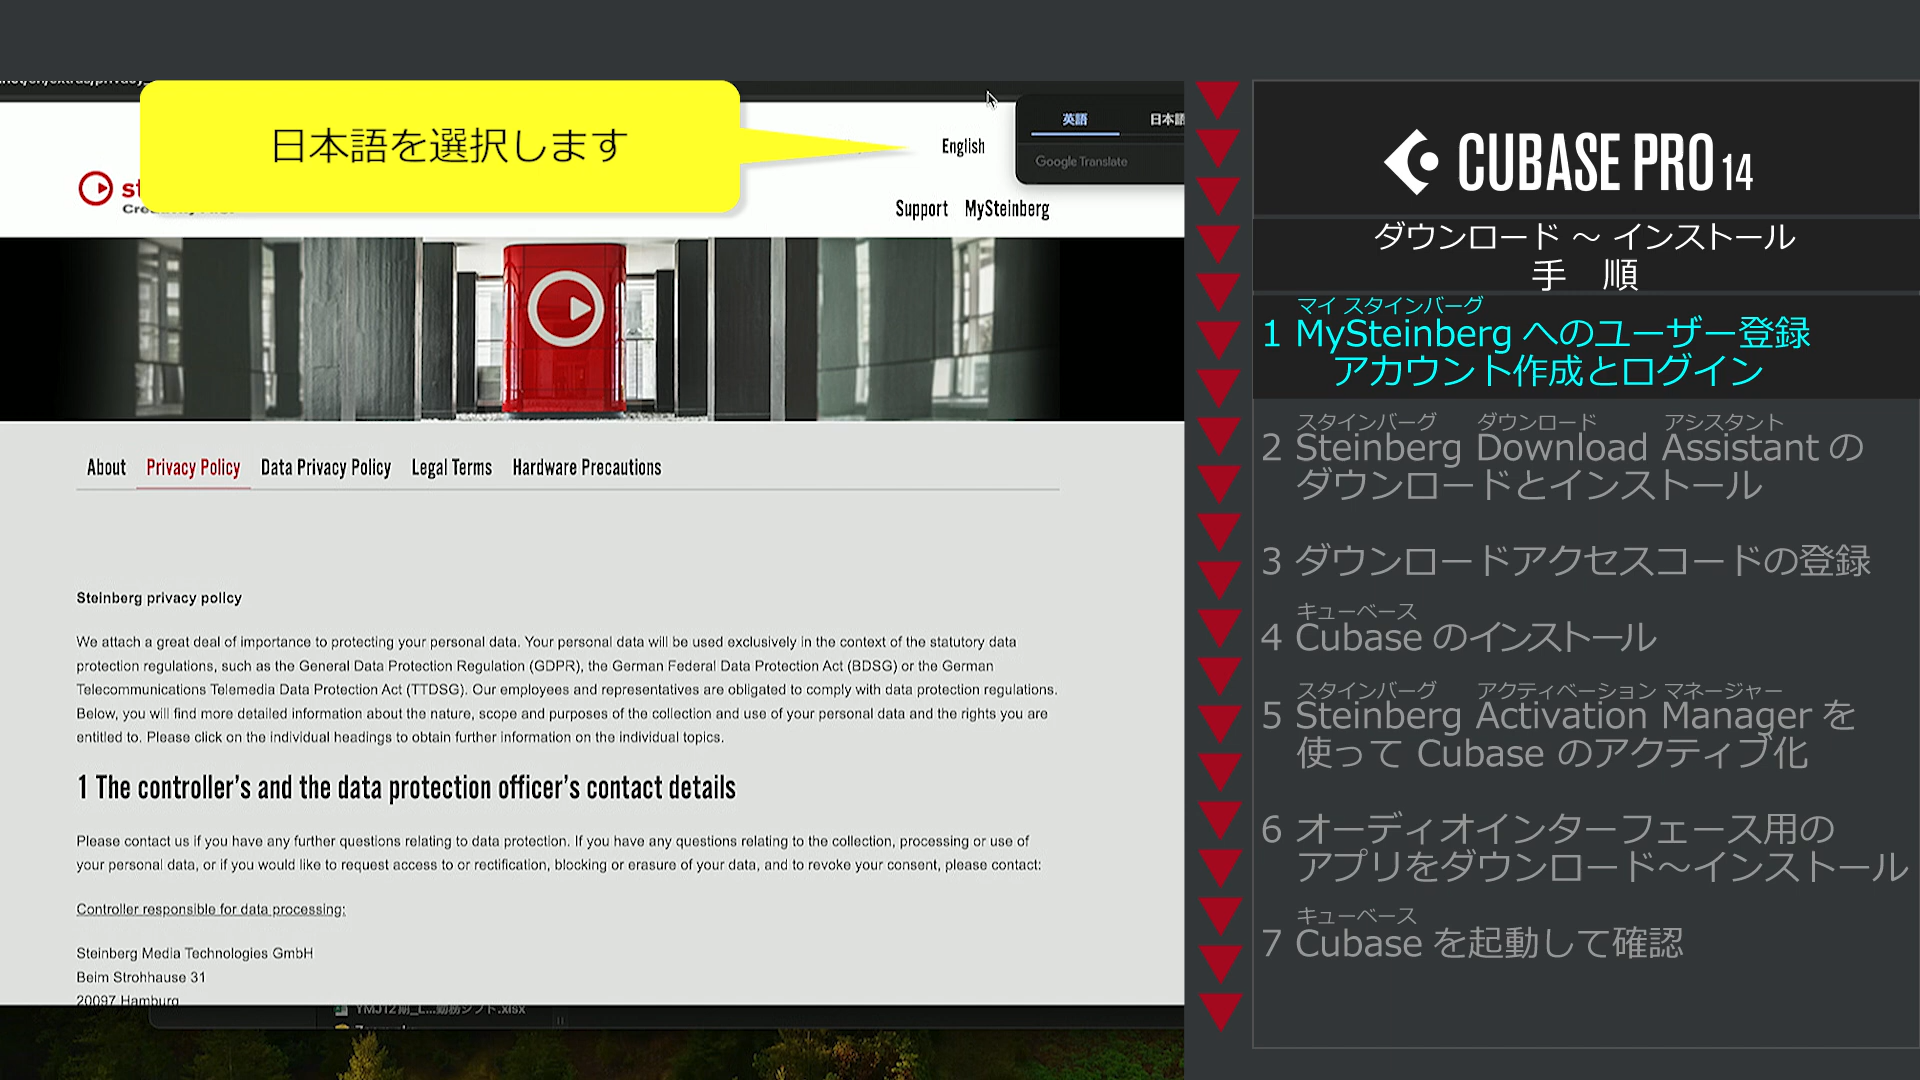 日本語を選択します
English
英語
日本語
Google Translate
Support MySteinberg
About Privacy Policy Data Privacy Policy Legal Terms Hardware Precautions
Steinberg privacy policy
We attach a great deal of importance to protecting your personal data. Your personal data will be used exclusively in the context of the statutory data
protection regulations, such as the General Data Protection Regulation (GDPR), the German Federal Data Protection Act (BDSG) or the German
Telecommunications Telemedia Data Protection Act (TTDSG). Our employees and representatives are obligated to comply with data protection regulations.
Below, you will find more detailed information about the nature, scope and purposes of the collection and use of your personal data and the rights you are
entitled to. Please click on the individual headings to obtain further information on the individual topics.
1 The controller's and the data protection officer's contact details
Please contact us if you have any further questions relating to data protection. If you have any questions relating to the collection, processing or use of
your personal data, or if you would like to request access to or rectification, blocking or erasure of your data, and to revoke your consent, please contact:
Controller responsible for data processing:
Steinberg Media Technologies GmbH
Beim Strohhause 31
20097 Hamburg
CUBASE PRO 14
ダウンロード ～ インストール
手 順
マイ スタインバーグ
1 MySteinberg へのユーザー登録
アカウント作成とログイン
スタインバーグ ダウンロード アシスタント
2 Steinberg Download Assistant の
ダウンロードとインストール
3 ダウンロードアクセスコードの登録
キューベース
4 Cubase のインストール
スタインバーグ アクティベーション マネージャー
5 Steinberg Activation Manager を
使って Cubase のアクティブ化
6 オーディオインターフェース用の
アプリをダウンロード～インストール
キューベース
7 Cubase を起動して確認